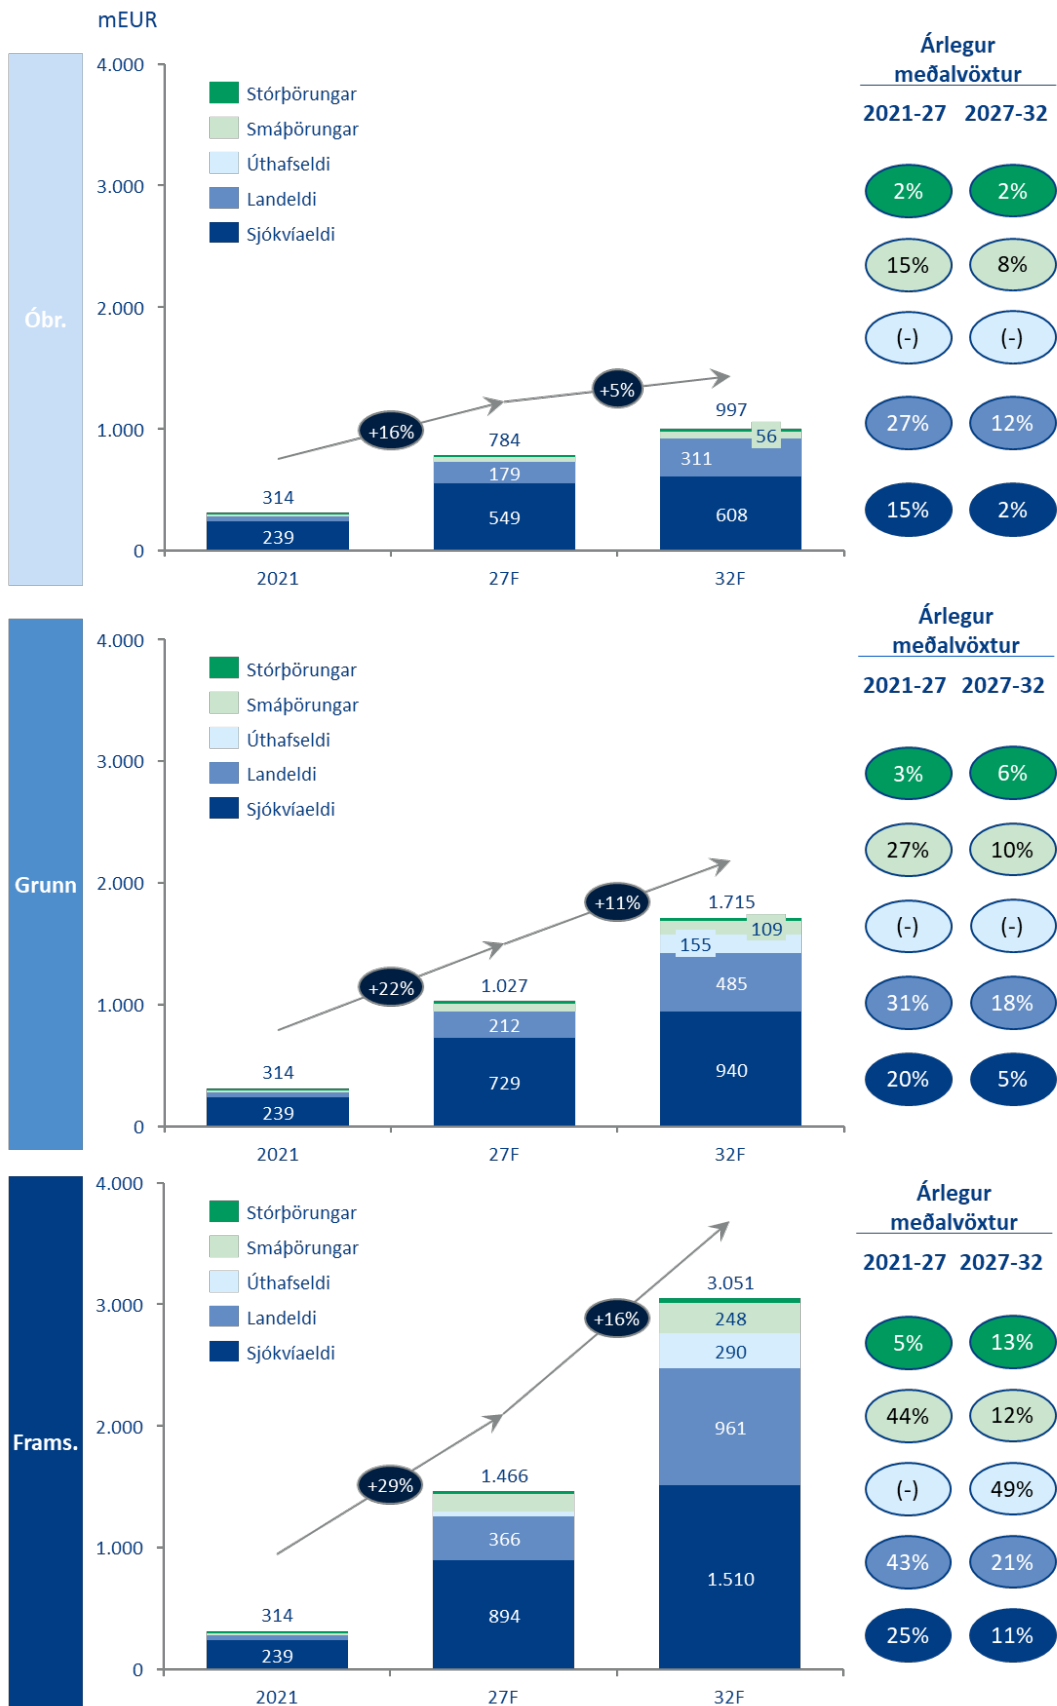 mEUR
Óbr.
4.000
3.000
2.000
1.000
0
Stórþörungar
Smáþörungar
Úthafseldi
Landeldi
Sjókvíaeldi
+16%
+5%
314
239
784
179
549
997
56
311
608
2021
27F
32F
Árlegur
meðalvöxtur
2021-27 2027-32
2% 2%
15% 8%
(-) (-)
27% 12%
15% 2%
Grunn
4.000
3.000
2.000
1.000
0
Stórþörungar
Smáþörungar
Úthafseldi
Landeldi
Sjókvíaeldi
+22%
+11%
314
239
1.027
212
729
1.715
109
155
485
940
2021
27F
32F
Árlegur
meðalvöxtur
2021-27 2027-32
3% 6%
27% 10%
(-) (-)
31% 18%
20% 5%
Frams.
4.000
3.000
2.000
1.000
0
Stórþörungar
Smáþörungar
Úthafseldi
Landeldi
Sjókvíaeldi
+29%
+16%
314
239
1.466
366
894
3.051
248
290
961
1.510
2021
27F
32F
Árlegur
meðalvöxtur
2021-27 2027-32
5% 13%
44% 12%
(-) 49%
43% 21%
25% 11%